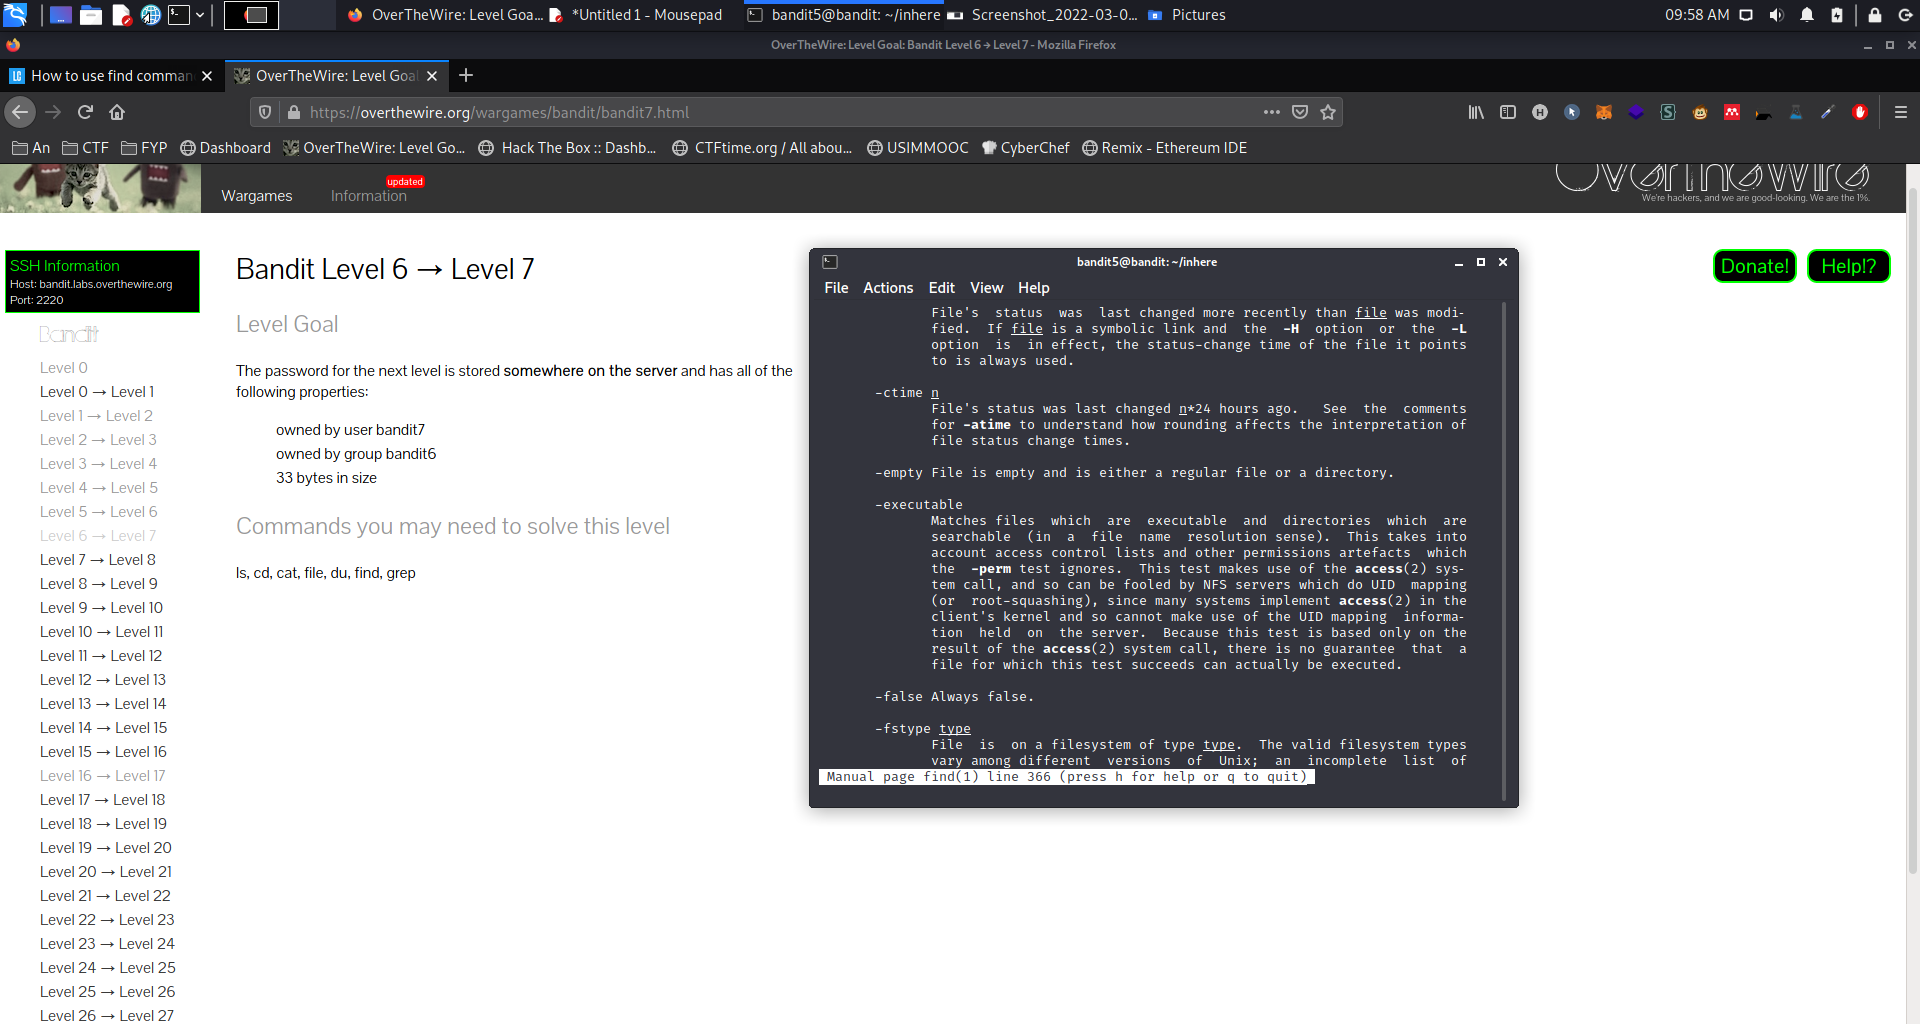 OverTheWire: Level Goa...
*Untitled 1 - Mousepad
bandit5@bandit: ~/inhere
Screenshot_2022-03-0...
Pictures
09:58 AM
OverTheWire: Level Goal: Bandit Level 6 → Level 7 - Mozilla Firefox
How to use find comman
OverTheWire: Level Goal
https://overthewire.org/wargames/bandit/bandit7.html
An
CTF
FYP
Dashboard
OverTheWire: Level Go...
Hack The Box :: Dashb...
CTFtime.org / All abou...
USIMMOOC
CyberChef
Remix - Ethereum IDE
Wargames
Information
updated
OverTheWire
We're hackers, and we are good-looking. We are the 1%.
SSH Information
Host: bandit.labs.overthewire.org
Port: 2220
Bandit
Level 0
Level 0 → Level 1
Level 1 → Level 2
Level 2 → Level 3
Level 3 → Level 4
Level 4 → Level 5
Level 5 → Level 6
Level 6 → Level 7
Level 7 → Level 8
Level 8 → Level 9
Level 9 → Level 10
Level 10 → Level 11
Level 11 → Level 12
Level 12 → Level 13
Level 13 → Level 14
Level 14 → Level 15
Level 15 → Level 16
Level 16 → Level 17
Level 17 → Level 18
Level 18 → Level 19
Level 19 → Level 20
Level 20 → Level 21
Level 21 → Level 22
Level 22 → Level 23
Level 23 → Level 24
Level 24 → Level 25
Level 25 → Level 26
Level 26 → Level 27
Bandit Level 6 → Level 7
Level Goal
The password for the next level is stored somewhere on the server and has all of the
following properties:
owned by user bandit7
owned by group bandit6
33 bytes in size
Commands you may need to solve this level
ls, cd, cat, file, du, find, grep
Donate!
Help!?
bandit5@bandit: ~/inhere
File Actions Edit View Help
File's status was last changed more recently than file was modi-
fied. If file is a symbolic link and the -H option or the -L
option is in effect, the status-change time of the file it points
to is always used.
-ctime n
File's status was last changed n*24 hours ago. See the comments
for -atime to understand how rounding affects the interpretation of
file status change times.
-empty File is empty and is either a regular file or a directory.
-executable
Matches files which are executable and directories which are
searchable (in a file name resolution sense). This takes into
account access control lists and other permissions artefacts which
the -perm test ignores. This test makes use of the access(2) sys-
tem call, and so can be fooled by NFS servers which do UID mapping
(or root-squashing), since many systems implement access(2) in the
client's kernel and so cannot make use of the UID mapping informa-
tion held on the server. Because this test is based only on the
result of the access(2) system call, there is no guarantee that a
file for which this test succeeds can actually be executed.
-false Always false.
-fstype type
File is on a filesystem of type type. The valid filesystem types
vary among different versions of Unix; an incomplete list of
Manual page find(1) line 366 (press h for help or q to quit)